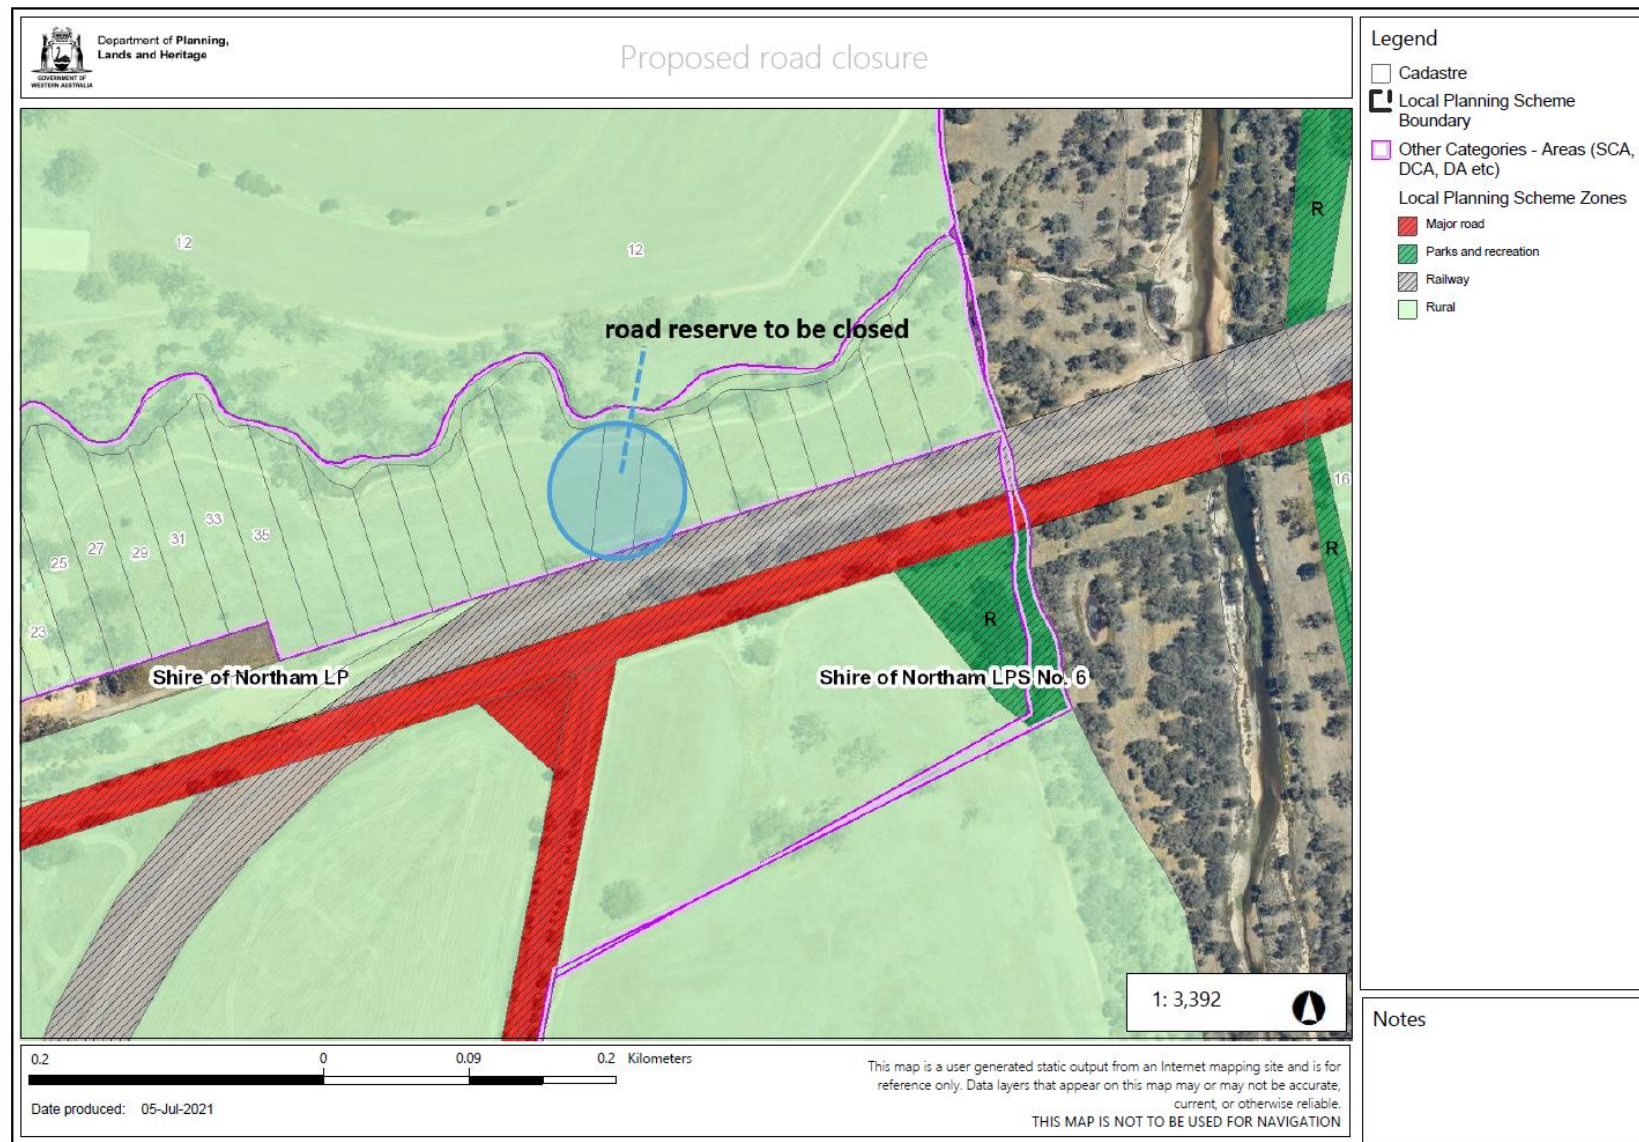 Department of Planning,
Lands and Heritage
GOVERNMENT OF
WESTERN AUSTRALIA
Proposed road closure
Legend
Cadastre
Local Planning Scheme
Boundary
Other Categories - Areas (SCA,
DCA, DA etc)
Local Planning Scheme Zones
Major road
Parks and recreation
Railway
Rural
R
12
12
road reserve to be closed
16
35
33
31
29
27
25
23
R
R
Shire of Northam LP
Shire of Northam LPS No. 6
1: 3,392
Notes
0.2
0
0.09
0.2 Kilometers
Date produced: 05-Jul-2021
This map is a user generated static output from an Internet mapping site and is for
reference only. Data layers that appear on this map may or may not be accurate,
current, or otherwise reliable.
THIS MAP IS NOT TO BE USED FOR NAVIGATION